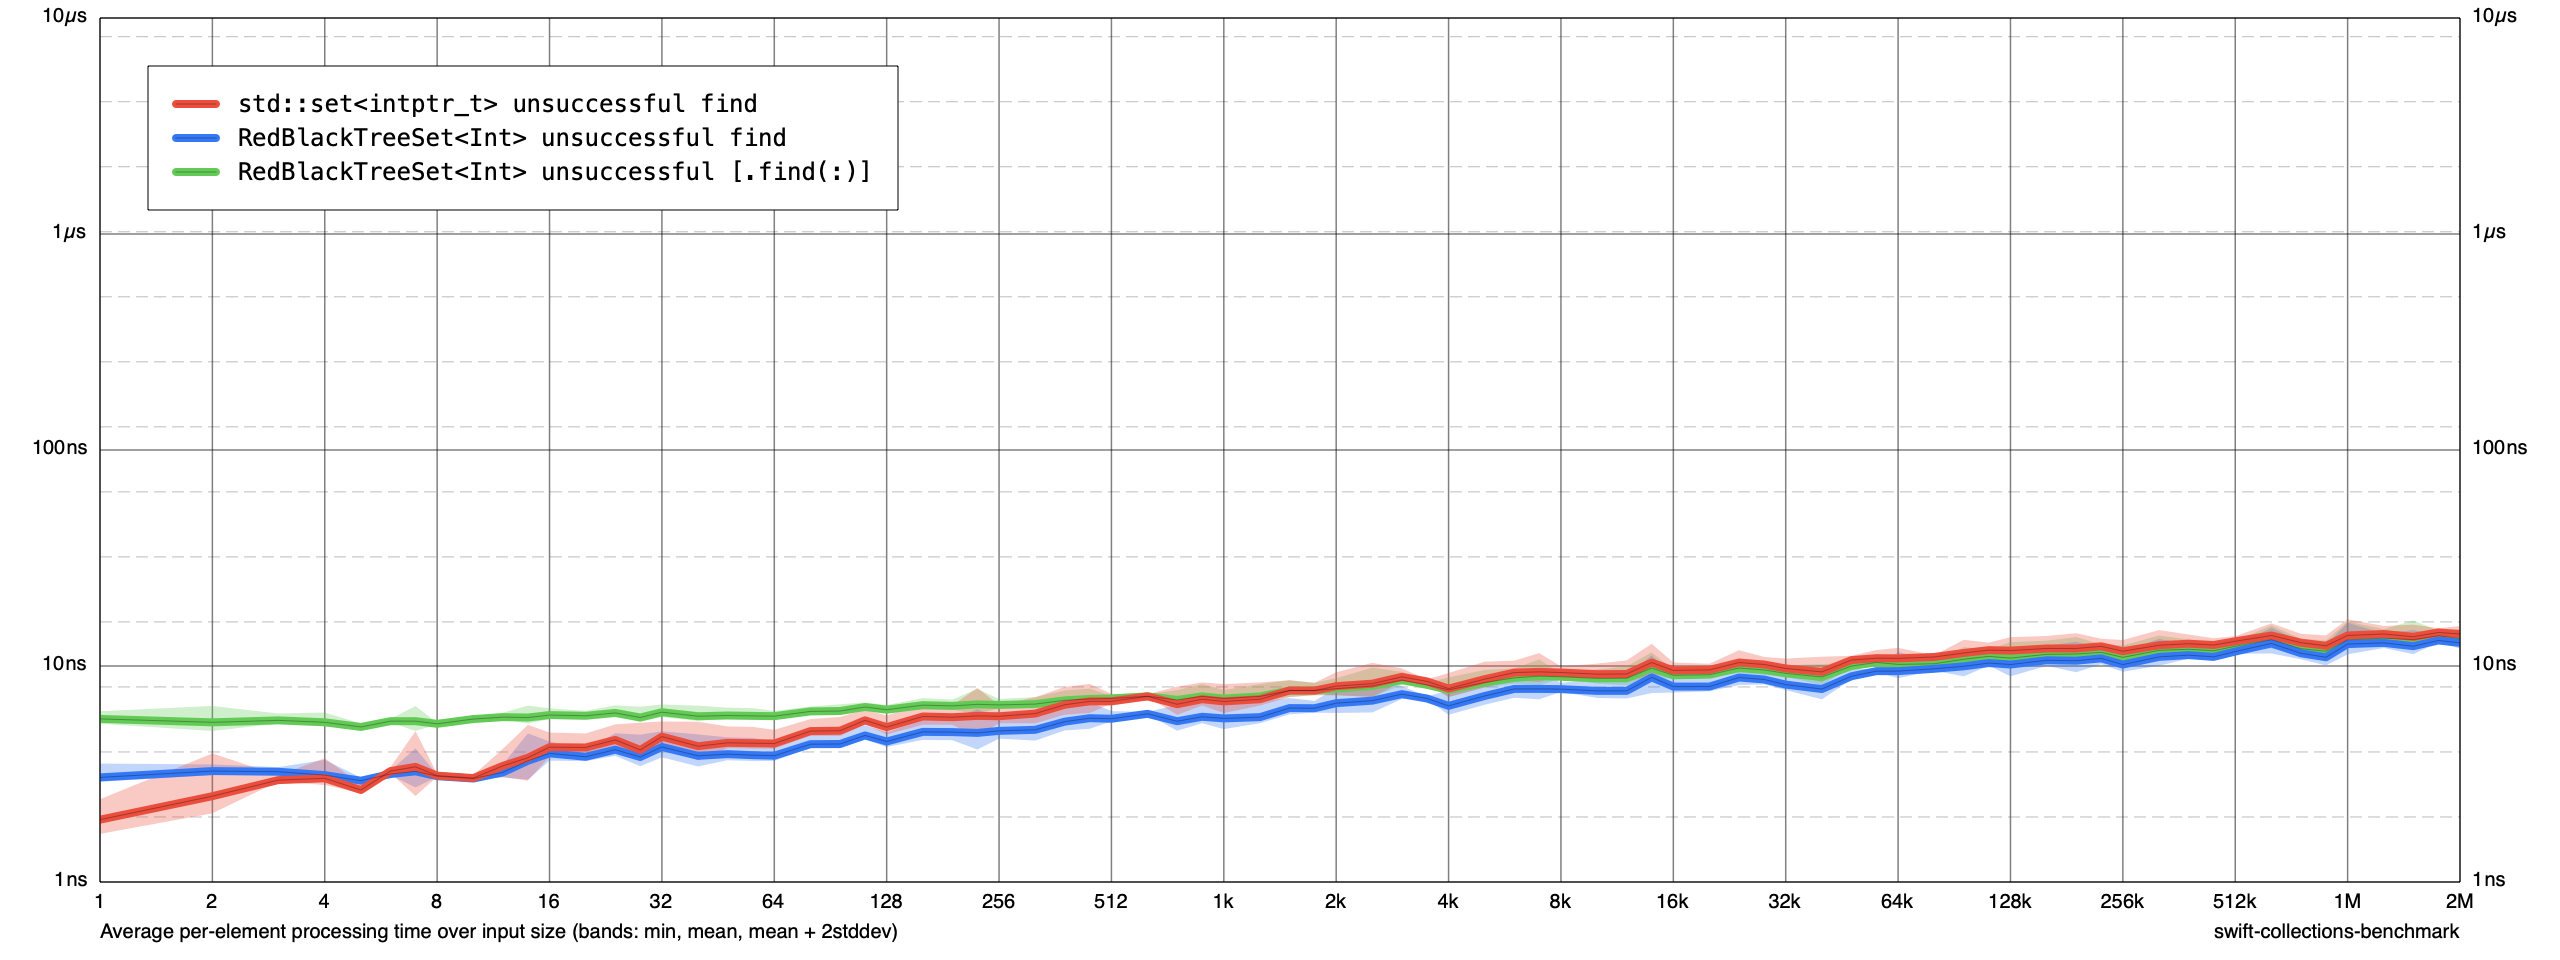 10µs 10µs
std::set<intptr_t> unsuccessful find
RedBlackTreeSet<Int> unsuccessful find
RedBlackTreeSet<Int> unsuccessful [.find(:)]
1µs 1µs
100ns 100ns
10ns 10ns
1ns 1ns
1 2 4 8 16 32 64 128 256 512 1k 2k 4k 8k 16k 32k 64k 128k 256k 512k 1M 2M
Average per-element processing time over input size (bands: min, mean, mean + 2stddev) swift-collections-benchmark